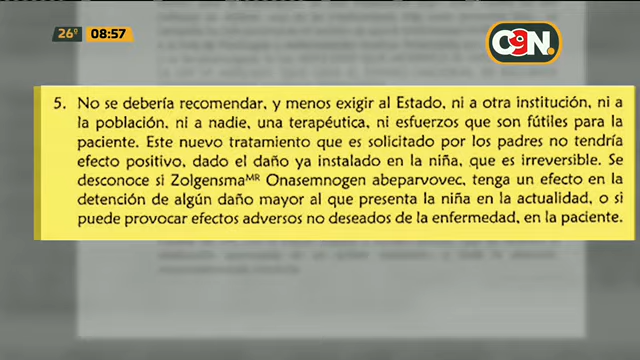 26º 08:57
C9N.
5. No se debería recomendar, y menos exigir al Estado, ni a otra institución, ni a
la población, ni a nadie, una terapéutica, ni esfuerzos que son fútiles para la
paciente. Este nuevo tratamiento que es solicitado por los padres no tendría
efecto positivo, dado el daño ya instalado en la niña, que es irreversible. Se
desconoce si Zolgensmaᴹᴿ Onasemnogen abeparvovec, tenga un efecto en la
detención de algún daño mayor al que presenta la niña en la actualidad, o si
puede provocar efectos adversos no deseados de la enfermedad, en la paciente.